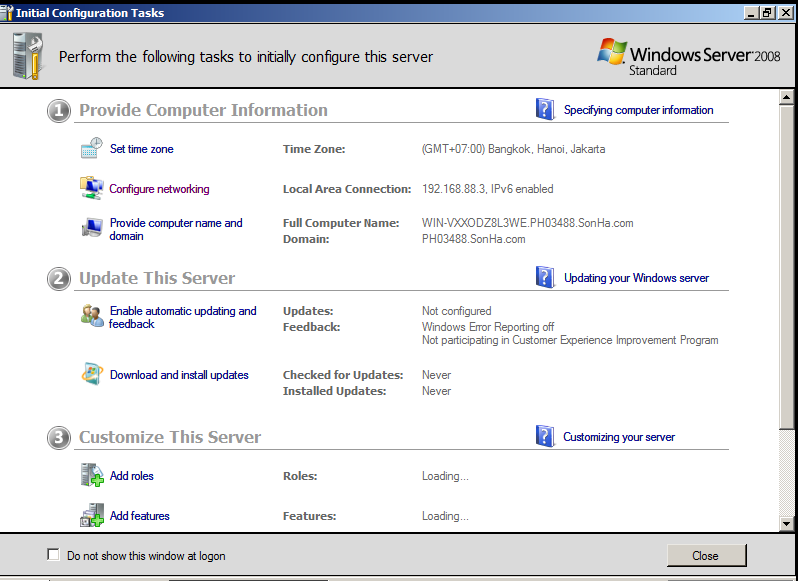 Initial Configuration Tasks
Perform the following tasks to initially configure this server
Windows Server 2008
Standard
1 Provide Computer Information
Specifying computer information
Set time zone Time Zone: (GMT+07:00) Bangkok, Hanoi, Jakarta
Configure networking Local Area Connection: 192.168.88.3, IPv6 enabled
Provide computer name and domain Full Computer Name: WIN-VXXODZ8L3WE.PH03488.SonHa.com
Domain: PH03488.SonHa.com
2 Update This Server
Updating your Windows server
Enable automatic updating and feedback Updates: Not configured
Feedback: Windows Error Reporting off
Not participating in Customer Experience Improvement Program
Download and install updates Checked for Updates: Never
Installed Updates: Never
3 Customize This Server
Customizing your server
Add roles Roles: Loading...
Add features Features: Loading...
Do not show this window at logon
Close